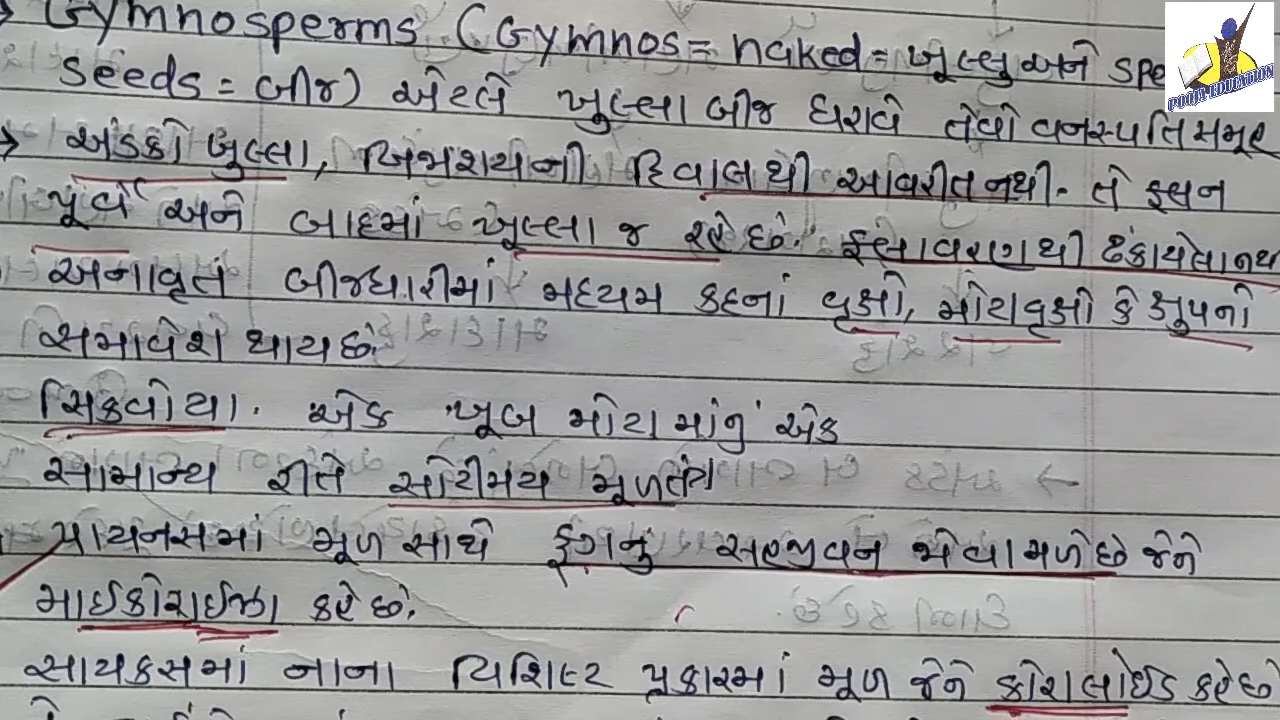 → Gymnosperms (Gymnos = naked = ખૂલ્લુ અને spe
seeds = બીજ) એટલે ખુલ્લા બીજ ધરાવે તેવો વનસ્પતિ સમૂહ
→ અંડકો ખુલ્લા, બિજાશયની દિવાલથી આવરીત નથી. તે ફલન
પૂર્વે અને બાદમાં ખૂલ્લા જ રહે છે. ફલાવરણથી ઢંકાયેલા નથ
અનાવૃત બીજધારીમાં મધ્યમ કદનાં વૃક્ષો, મોટાવૃક્ષો કે ક્ષુપનો
સમાવેશ થાય છે.
સિકવોયા. એક ખૂબ મોટામાંનું એક
સામાન્ય રીતે સોટીમય મૂળતંત્ર
પાયનસમાં મૂળ સાથે ફુગનું સહજીવન જોવા મળે છે જેને
માઈકોરાઈઝા કહે છે.
સાયકસમાં નાના વિશિષ્ટ પ્રકારમાં મૂળ જેને કોરાલોઈડ કહે છે
POOJA EDUCATION